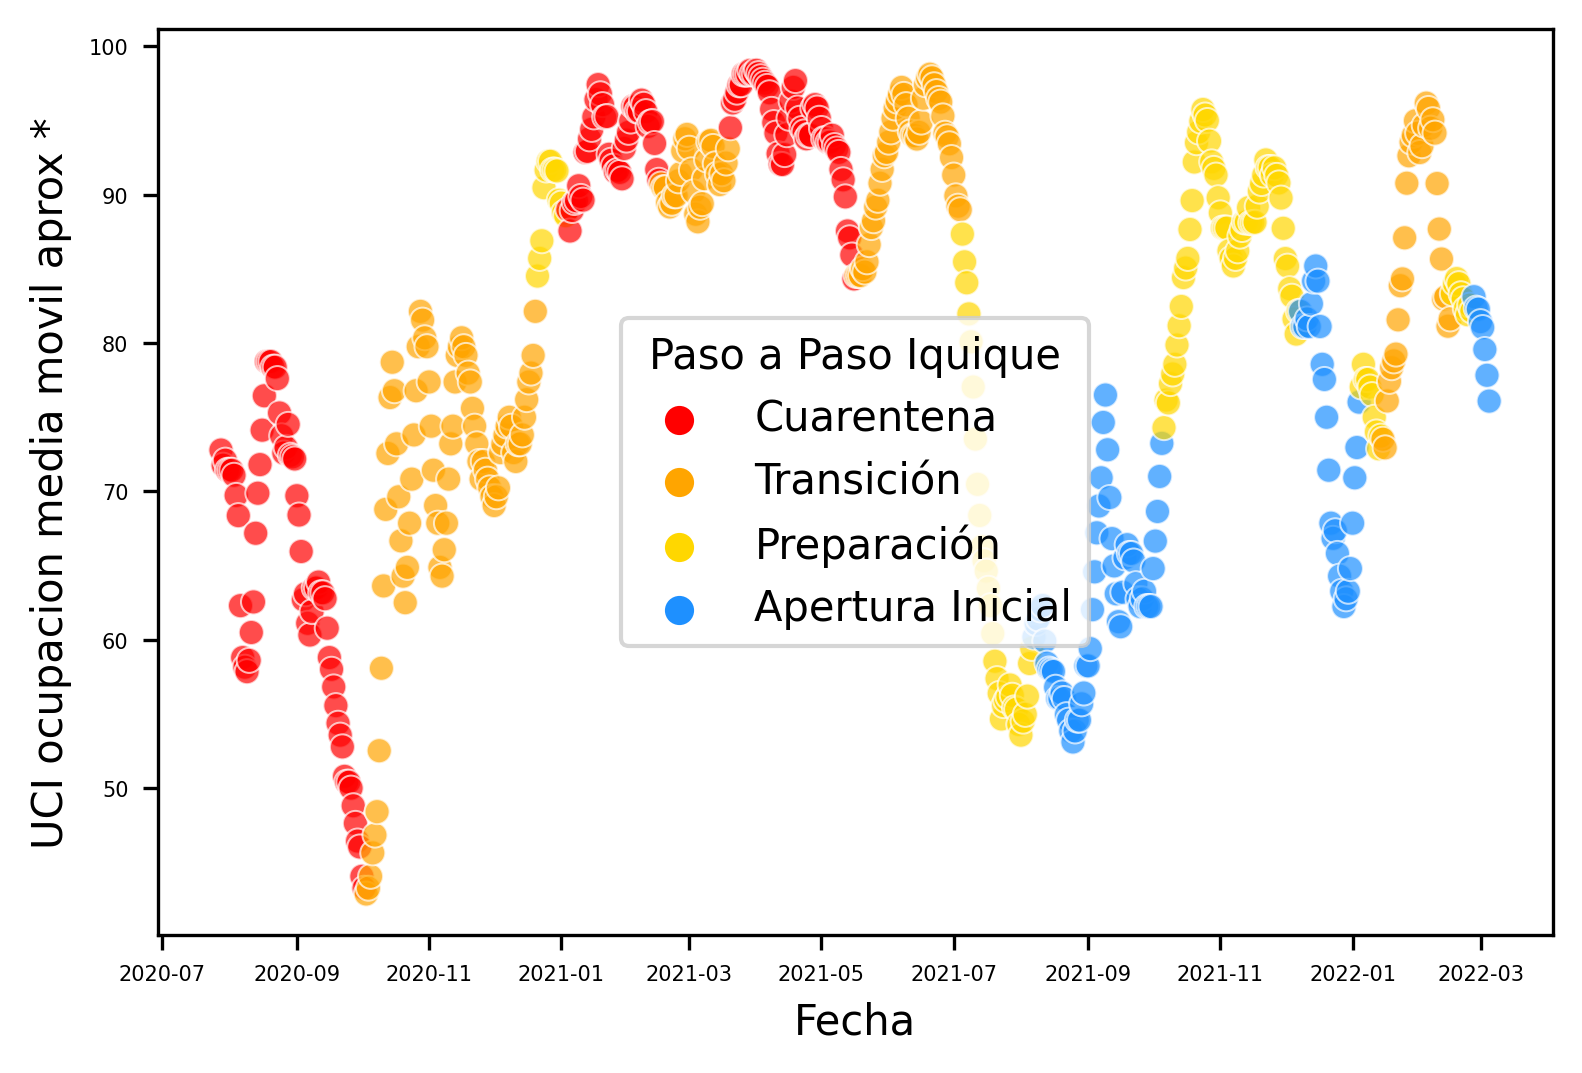 UCI ocupacion media movil aprox *
100
90
80
70
60
50
Paso a Paso Iquique
Cuarentena
Transición
Preparación
Apertura Inicial
2020-07 2020-09 2020-11 2021-01 2021-03 2021-05 2021-07 2021-09 2021-11 2022-01 2022-03
Fecha